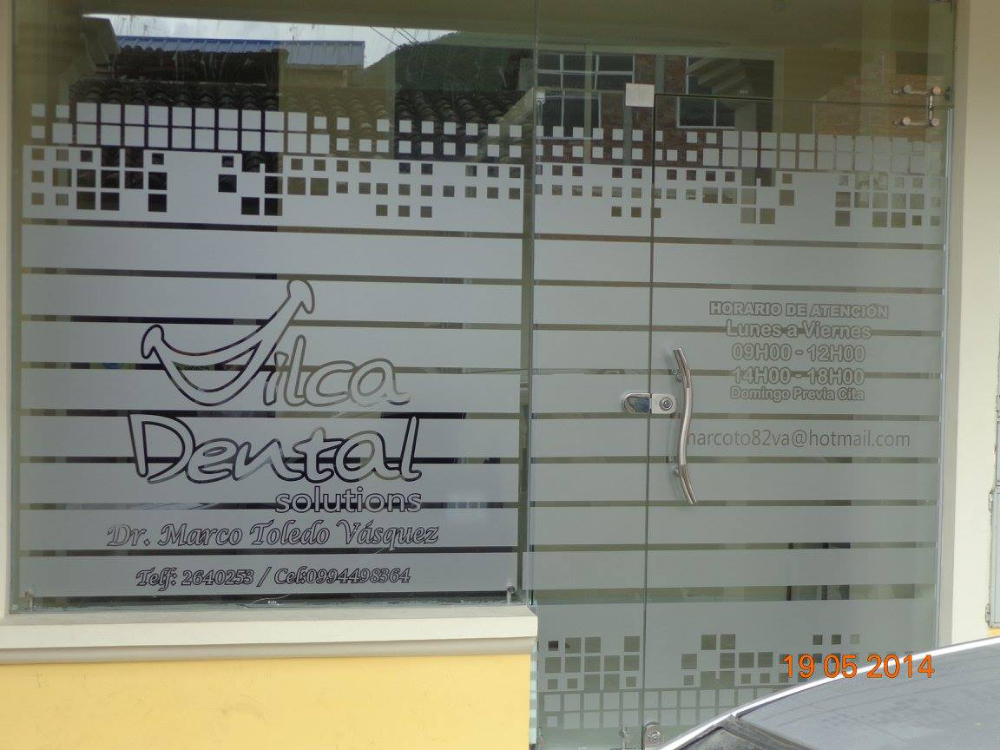 Vilca
Dental
solutions
Dr. Marco Toledo Vásquez
Telf: 2640253 / Cel:0994498364
HORARIO DE ATENCIÓN
Lunes a Viernes
09H00 - 12H00
14H00 - 18H00
Domingo Previa Cita
marcoto82va@hotmail.com
19 05 2014